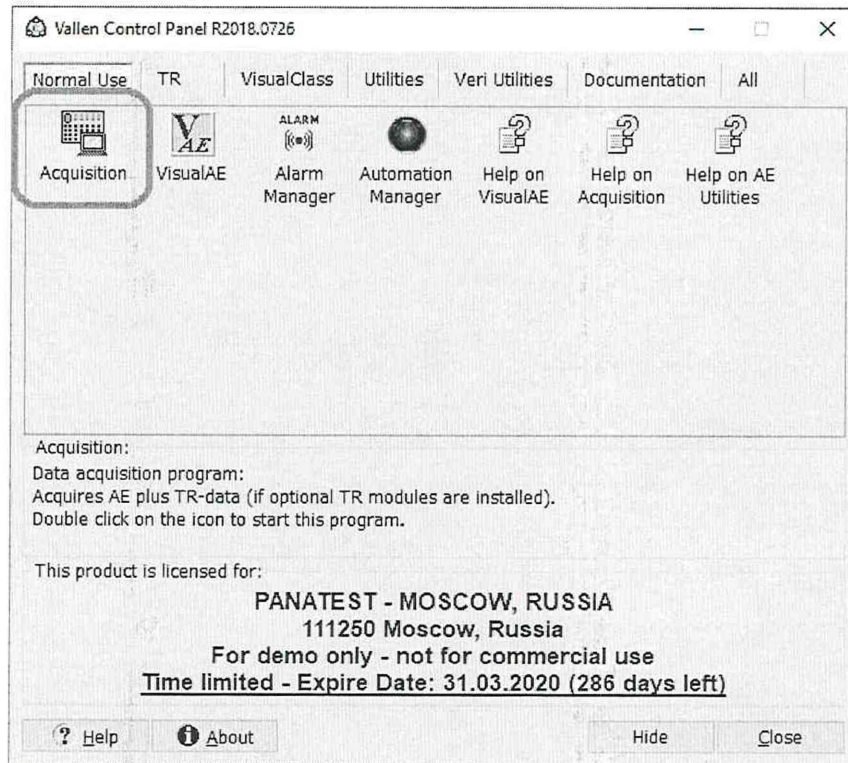 Vallen Control Panel R2018.0726
Normal Use TR VisualClass Utilities Veri Utilities Documentation All
ALARM
Acquisition VisualAE Alarm Manager Automation Manager Help on VisualAE Help on Acquisition Help on AE Utilities
VAE
Acquisition:
Data acquisition program:
Acquires AE plus TR-data (if optional TR modules are installed).
Double click on the icon to start this program.
This product is licensed for:
PANATEST - MOSCOW, RUSSIA
111250 Moscow, Russia
For demo only - not for commercial use
Time limited - Expire Date: 31.03.2020 (286 days left)
? Help About Hide Close